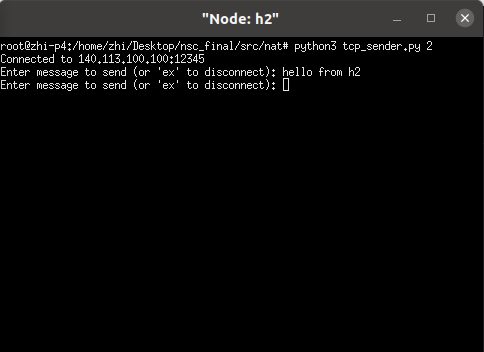 "Node: h2"
root@zhi-p4:/home/zhi/Desktop/nsc_final/src/nat# python3 tcp_sender.py 2
Connected to 140.113.100.100:12345
Enter message to send (or 'ex' to disconnect): hello from h2
Enter message to send (or 'ex' to disconnect):